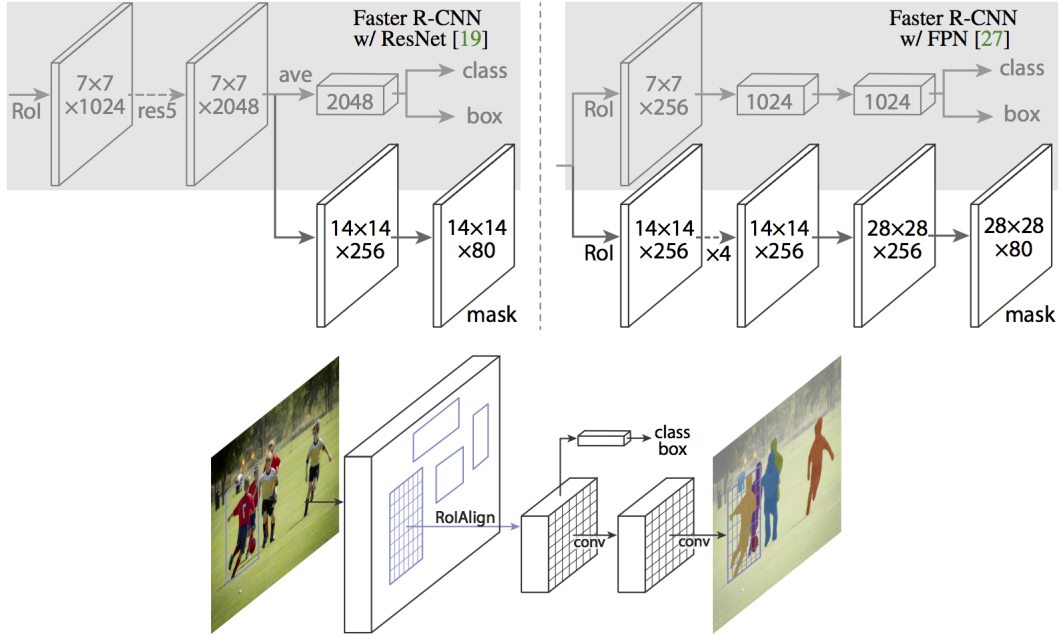 Faster R-CNN
w/ ResNet [19]
RoI
7×7
×1024
res5
7×7
×2048
ave
2048
class
box
14×14
×256
14×14
×80
mask
Faster R-CNN
w/ FPN [27]
RoI
7×7
×256
1024
1024
class
box
RoI
14×14
×256
×4
14×14
×256
28×28
×256
28×28
×80
mask
RoIAlign
class
box
conv
conv